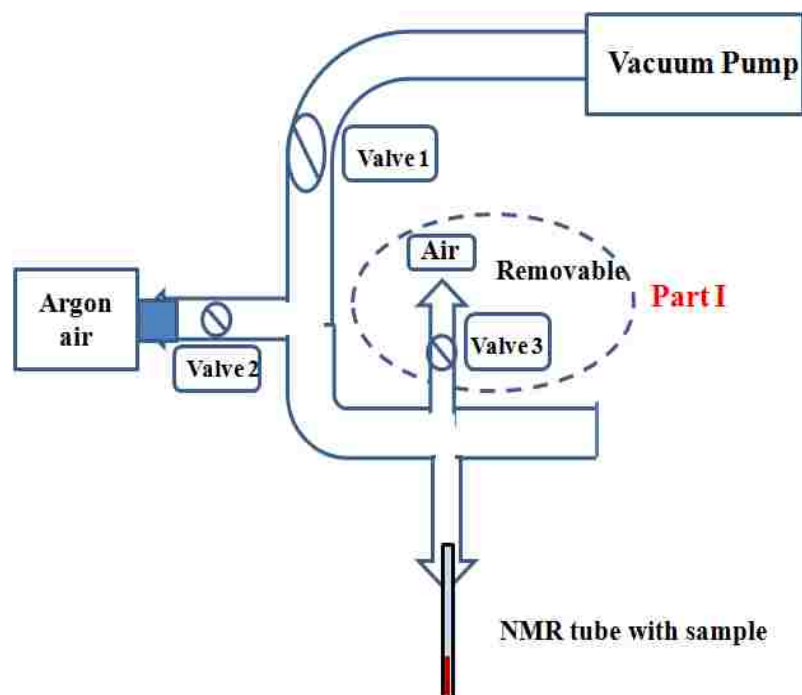 Vacuum Pump
Valve 1
Air
Removable
Part I
Argon
air
Valve 3
Valve 2
NMR tube with sample